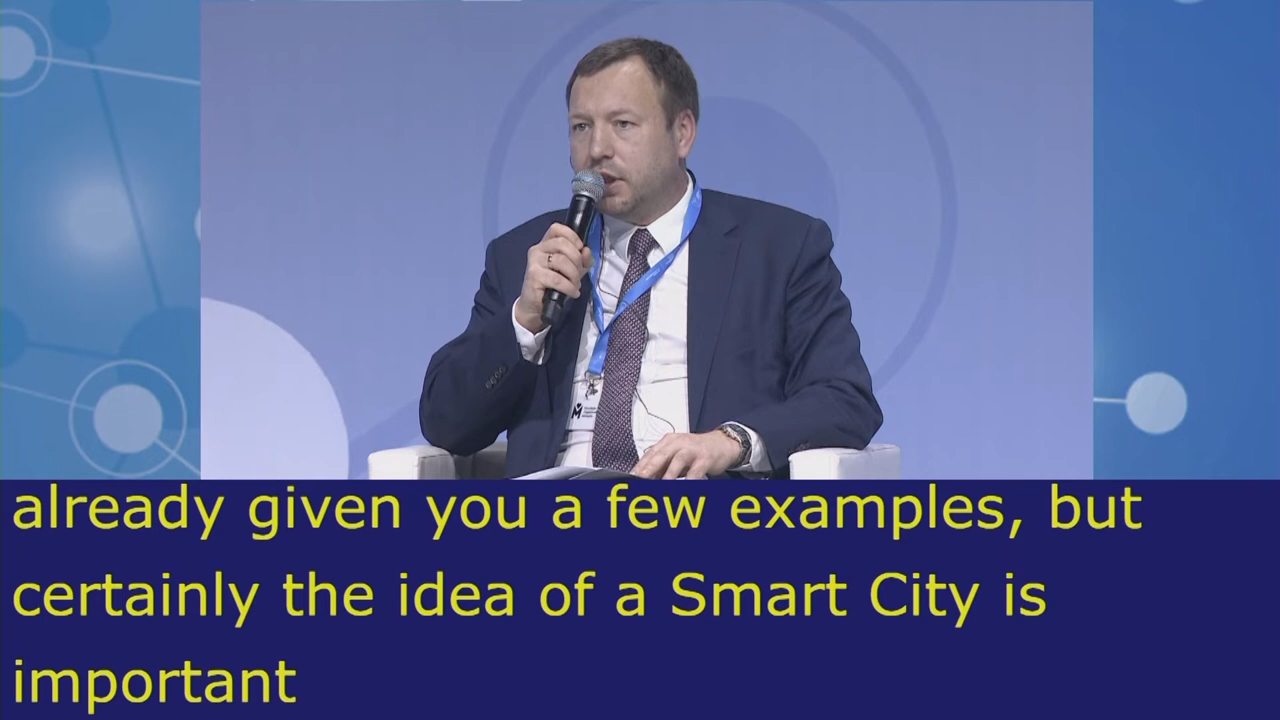 already given you a few examples, but
certainly the idea of a Smart City is
important